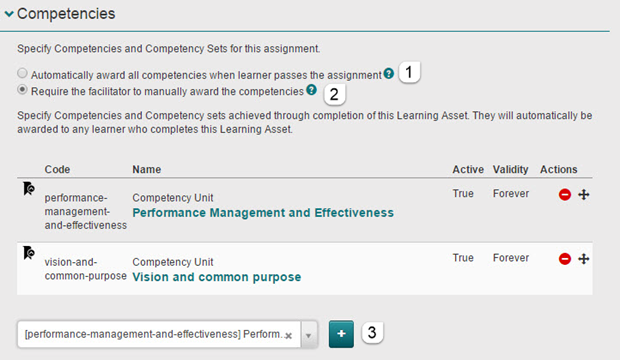 Competencies
Specify Competencies and Competency Sets for this assignment.
Automatically award all competencies when learner passes the assignment ? 1
Require the facilitator to manually award the competencies ? 2
Specify Competencies and Competency sets achieved through completion of this Learning Asset. They will automatically be
awarded to any learner who completes this Learning Asset.
Code Name Active Validity Actions
performance-management-and-effectiveness Competency Unit True Forever
Performance Management and Effectiveness
vision-and-common-purpose Competency Unit True Forever
Vision and common purpose
[performance-management-and-effectiveness] Perform... × + 3